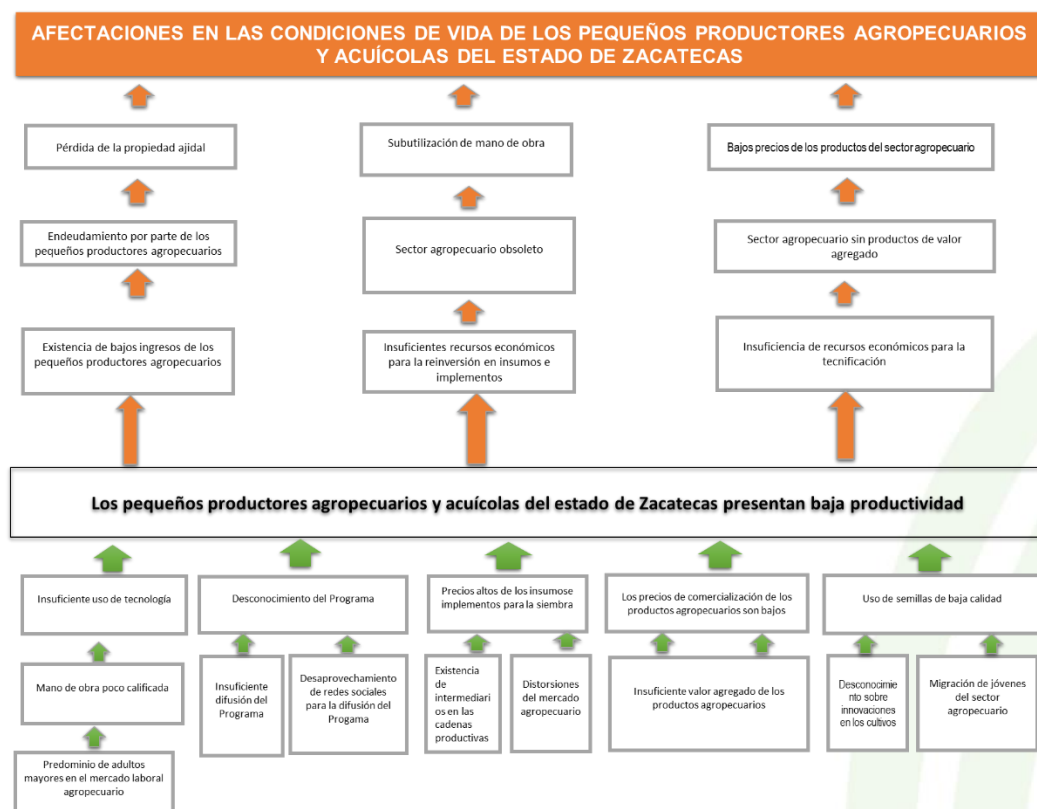 AFECTACIONES EN LAS CONDICIONES DE VIDA DE LOS PEQUEÑOS PRODUCTORES AGROPECUARIOS
Y ACUÍCOLAS DEL ESTADO DE ZACATECAS
Pérdida de la propiedad ajidal
Subutilización de mano de obra
Bajos precios de los productos del sector agropecuario
Endeudamiento por parte de los
pequeños productores agropecuarios
Sector agropecuario obsoleto
Sector agropecuario sin productos de valor
agregado
Existencia de bajos ingresos de los
pequeños productores agropecuarios
Insuficientes recursos económicos
para la reinversión en insumos e
implementos
Insuficiencia de recursos económicos para la
tecnificación
Los pequeños productores agropecuarios y acuícolas del estado de Zacatecas presentan baja productividad
Insuficiente uso de tecnología
Desconocimiento del Programa
Precios altos de los insumose
implementos para la siembra
Los precios de comercialización de los
productos agropecuarios son bajos
Uso de semillas de baja calidad
Mano de obra poco calificada
Insuficiente
difusión del
Programa
Desaprovechamiento
de redes sociales
para la difusión del
Progama
Existencia
de
intermediari
os en las
cadenas
productivas
Distorsiones
del mercado
agropecuario
Insuficiente valor agregado de los
productos agropecuarios
Desconocimie
nto sobre
innovaciones
en los cultivos
Migración de jóvenes
del sector
agropecuario
Predominio de adultos
mayores en el mercado laboral
agropecuario